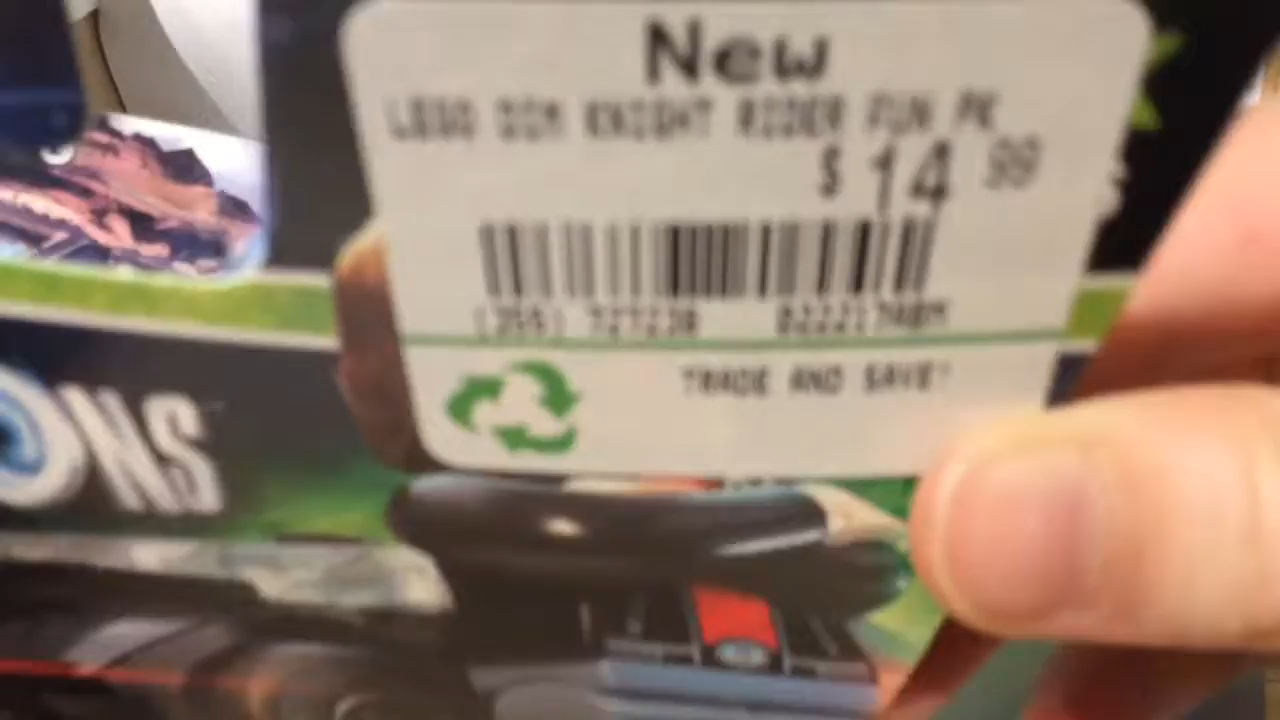 New
LEGO DIM KNIGHT RIDER FUN PK
$ 14 99
TRADE AND SAVE!
ONS